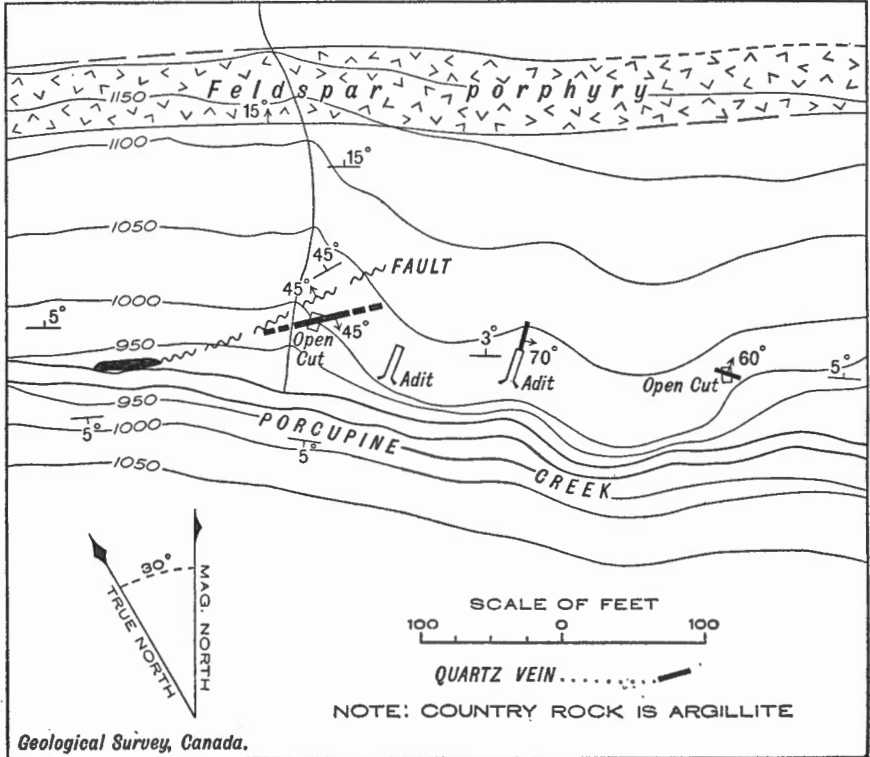 Feldspar porphyry
1150
15°
1100
15°
1050
45°
FAULT
45°
1000
5°
45°
Open
Cut
3°
70°
60°
950
Adit
Adit
Open Cut
5°
950
5°
1000
PORCUPINE
5°
CREEK
1050
30°
TRUE NORTH
MAG. NORTH
SCALE OF FEET
100 0 100
QUARTZ VEIN
NOTE: COUNTRY ROCK IS ARGILLITE
Geological Survey, Canada.